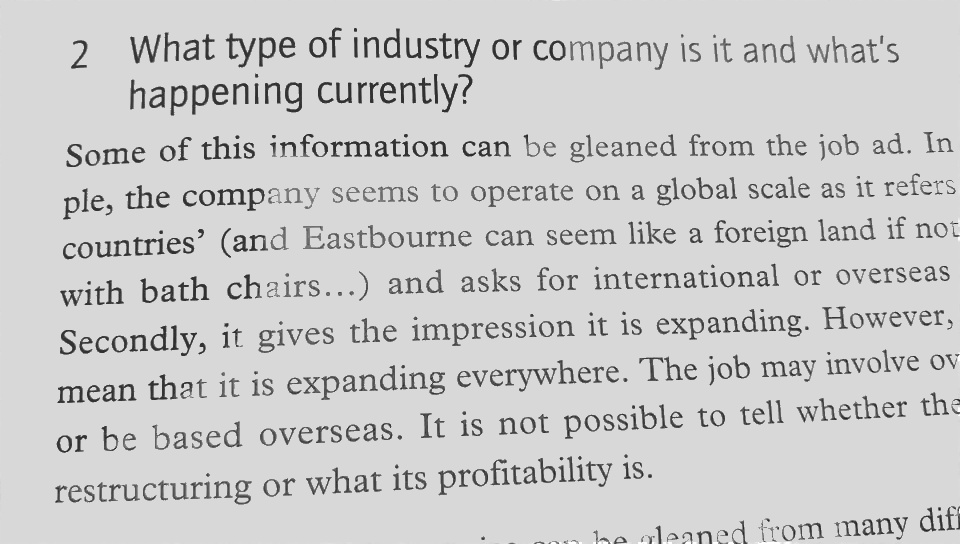 2 What type of industry or company is it and what's
happening currently?
Some of this information can be gleaned from the job ad. In
ple, the company seems to operate on a global scale as it refers
countries' (and Eastbourne can seem like a foreign land if not
with bath chairs...) and asks for international or overseas
Secondly, it gives the impression it is expanding. However,
mean that it is expanding everywhere. The job may involve ov
or be based overseas. It is not possible to tell whether the
restructuring or what its profitability is.
can be gleaned from many diff